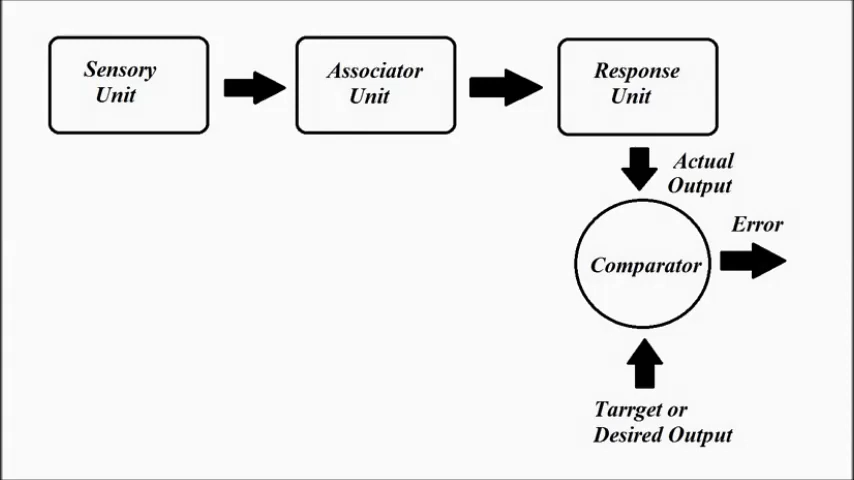 Sensory
Unit
Associator
Unit
Response
Unit
Actual
Output
Error
Comparator
Tarrget or
Desired Output